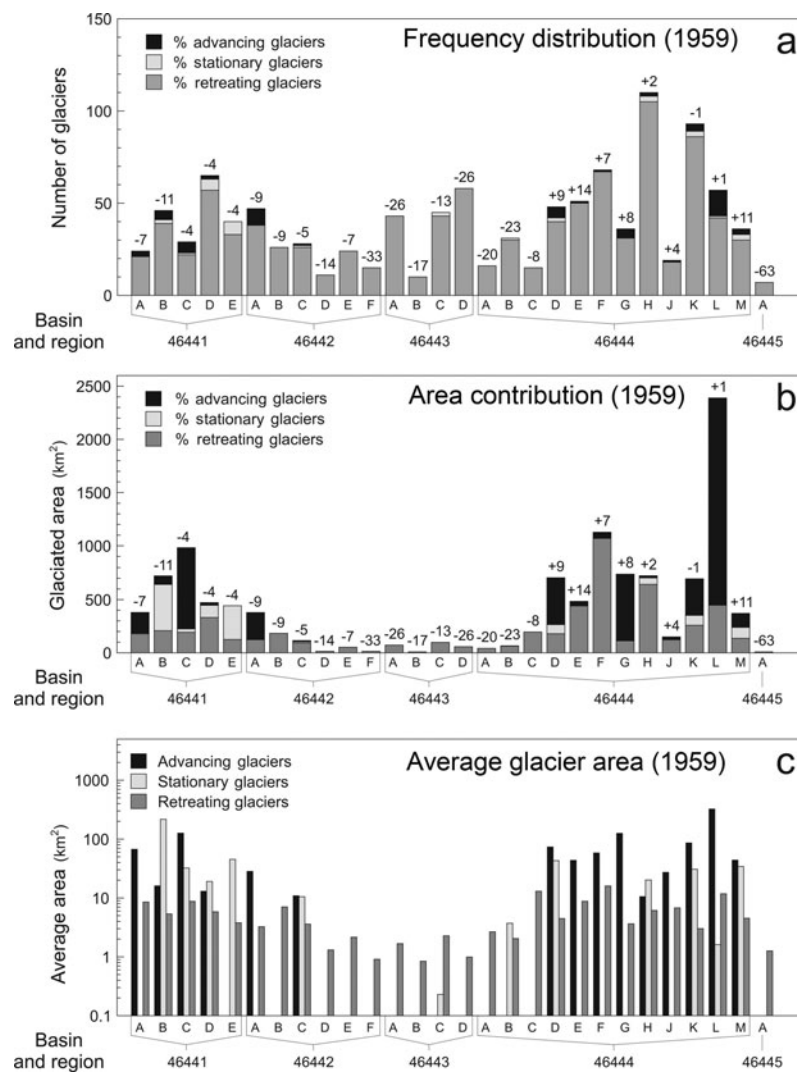 Frequency distribution (1959) a
% advancing glaciers
% stationary glaciers
% retreating glaciers
Number of glaciers
150
100
50
0
-7 -11 -4 -4 -4 -9 -9 -5 -14 -7 -33 -26 -17 -13 -26 -20 -23 -8 +9 +14 +7 +8 +2 +4 -1 +1 +11 -63
A B C D E A B C D E F A B C D A B C D E F G H J K L M A
Basin and region
46441 46442 46443 46444 46445
Area contribution (1959) b
% advancing glaciers
% stationary glaciers
% retreating glaciers
Glaciated area (km²)
2500
2000
1500
1000
500
0
-7 -11 -4 -4 -4 -9 -9 -5 -14 -7 -33 -26 -17 -13 -26 -20 -23 -8 +9 +14 +7 +8 +2 +4 -1 +1 +11 -63
A B C D E A B C D E F A B C D A B C D E F G H J K L M A
Basin and region
46441 46442 46443 46444 46445
Average glacier area (1959) c
Advancing glaciers
Stationary glaciers
Retreating glaciers
Average area (km²)
1000
100
10
1
0.1
A B C D E A B C D E F A B C D A B C D E F G H J K L M A
Basin and region
46441 46442 46443 46444 46445